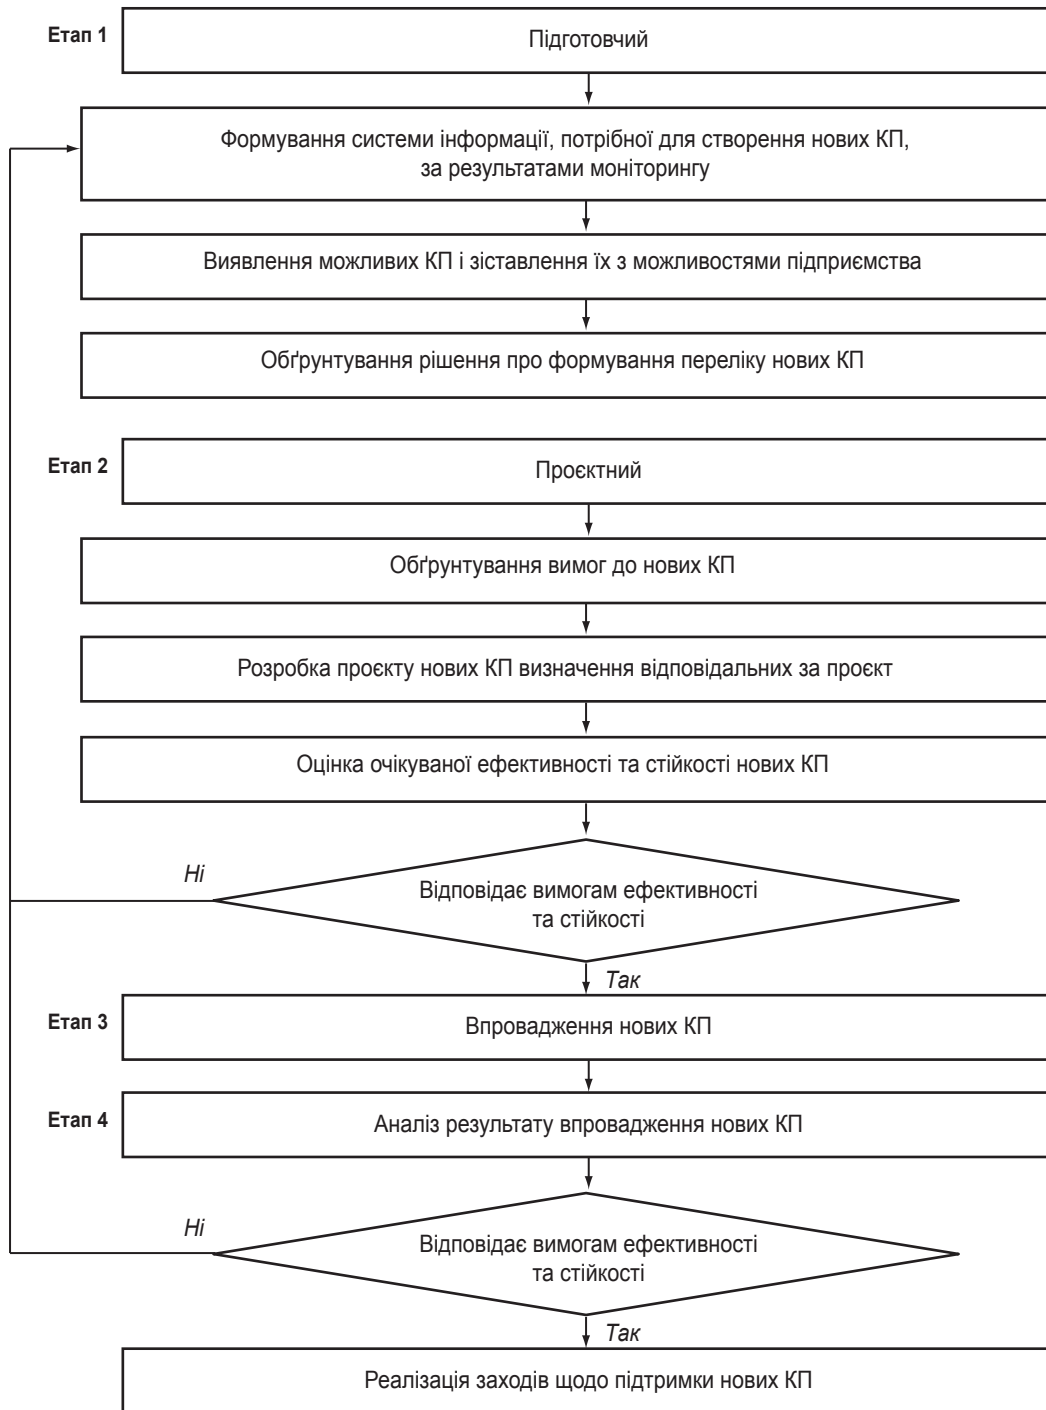 Етап 1
Підготовчий
Формування системи інформації, потрібної для створення нових КП,
за результатами моніторингу
Виявлення можливих КП і зіставлення їх з можливостями підприємства
Обґрунтування рішення про формування переліку нових КП
Етап 2
Проєктний
Обґрунтування вимог до нових КП
Розробка проєкту нових КП визначення відповідальних за проєкт
Оцінка очікуваної ефективності та стійкості нових КП
Ні
Відповідає вимогам ефективності
та стійкості
Так
Етап 3
Впровадження нових КП
Етап 4
Аналіз результату впровадження нових КП
Ні
Відповідає вимогам ефективності
та стійкості
Так
Реалізація заходів щодо підтримки нових КП